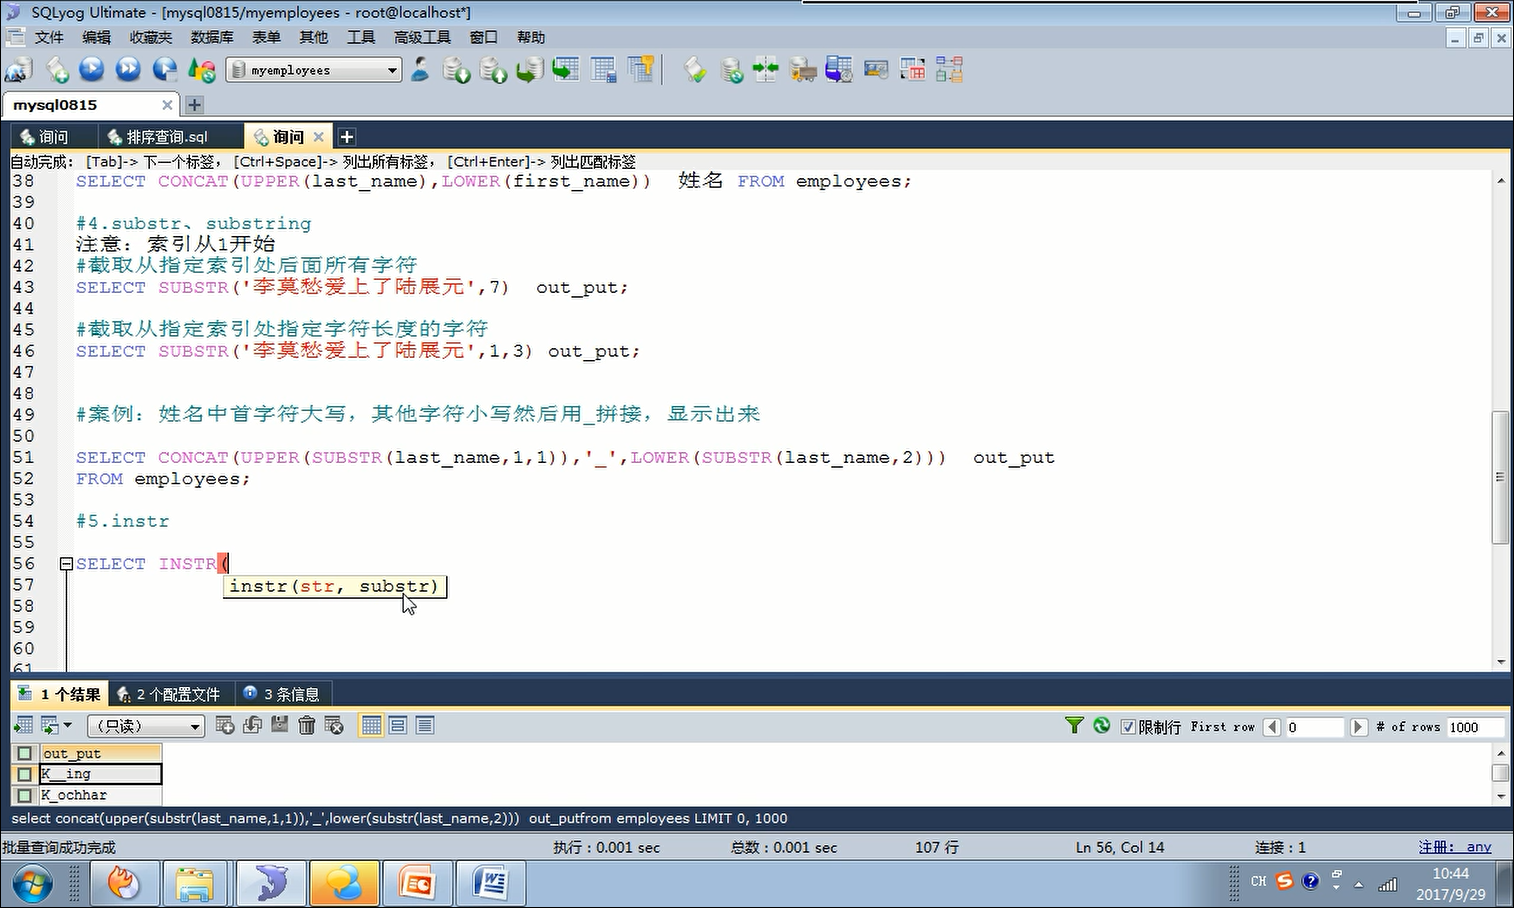 SQLyog Ultimate - [mysql0815/myemployees - root@localhost*]
文件 编辑 收藏夹 数据库 表单 其他 工具 高级工具 窗口 帮助
myemployees
mysql0815
询问 排序查询.sql 询问
自动完成: [Tab]-> 下一个标签, [Ctrl+Space]-> 列出所有标签, [Ctrl+Enter]-> 列出匹配标签
38 SELECT CONCAT(UPPER(last_name),LOWER(first_name)) 姓名 FROM employees;
39
40 #4.substr、substring
41 注意：索引从1开始
42 #截取从指定索引处后面所有字符
43 SELECT SUBSTR('李莫愁爱上了陆展元',7) out_put;
44
45 #截取从指定索引处指定字符长度的字符
46 SELECT SUBSTR('李莫愁爱上了陆展元',1,3) out_put;
47
48
49 #案例：姓名中首字符大写，其他字符小写然后用_拼接，显示出来
50
51 SELECT CONCAT(UPPER(SUBSTR(last_name,1,1)),'_',LOWER(SUBSTR(last_name,2))) out_put
52 FROM employees;
53
54 #5.instr
55
56 SELECT INSTR(
57 instr(str, substr)
58
59
60
61
1 个结果 2 个配置文件 3 条信息
(只读) 限制行 First row 0 # of rows 1000
out_put
K__ing
K_ochhar
select concat(upper(substr(last_name,1,1)),'_',lower(substr(last_name,2))) out_putfrom employees LIMIT 0, 1000
批量查询成功完成 执行：0.001 sec 总数：0.001 sec 107 行 Ln 56, Col 14 连接：1 注册: any
CH 10:44
2017/9/29